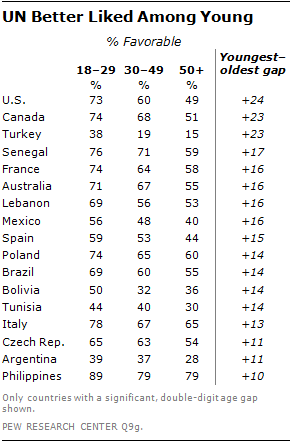 UN Better Liked Among Young
% Favorable
Youngest–
18–29 30–49 50+ oldest gap
% % %
U.S. 73 60 49 +24
Canada 74 68 51 +23
Turkey 38 19 15 +23
Senegal 76 71 59 +17
France 74 64 58 +16
Australia 71 67 55 +16
Lebanon 69 56 53 +16
Mexico 56 48 40 +16
Spain 59 53 44 +15
Poland 74 65 60 +14
Brazil 69 60 55 +14
Bolivia 50 32 36 +14
Tunisia 44 40 30 +14
Italy 78 67 65 +13
Czech Rep. 65 63 54 +11
Argentina 39 37 28 +11
Philippines 89 79 79 +10
Only countries with a significant, double-digit age gap
shown.
PEW RESEARCH CENTER Q9g.